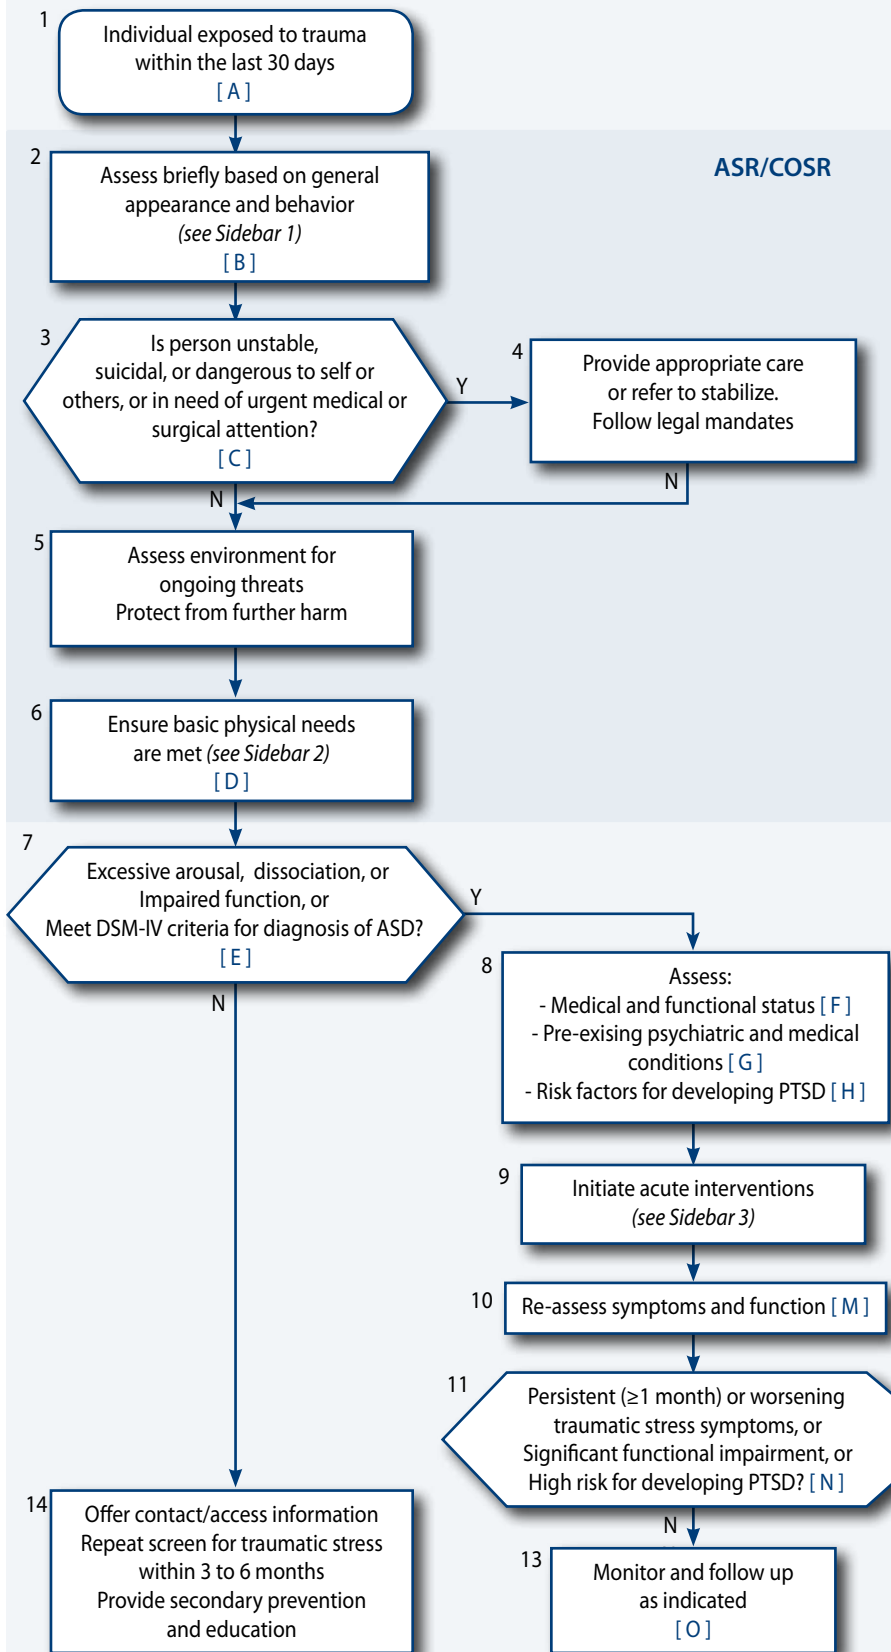 1
Individual exposed to trauma
within the last 30 days
[ A ]
ASR/COSR
2
Assess briefly based on general
appearance and behavior
(see Sidebar 1)
[ B ]
3
Is person unstable,
suicidal, or dangerous to self or
others, or in need of urgent medical or
surgical attention?
[ C ]
Y
N
4
Provide appropriate care
or refer to stabilize.
Follow legal mandates
N
5
Assess environment for
ongoing threats
Protect from further harm
6
Ensure basic physical needs
are met (see Sidebar 2)
[ D ]
7
Excessive arousal, dissociation, or
Impaired function, or
Meet DSM-IV criteria for diagnosis of ASD?
[ E ]
Y
N
8
Assess:
- Medical and functional status [ F ]
- Pre-exising psychiatric and medical
conditions [ G ]
- Risk factors for developing PTSD [ H ]
9
Initiate acute interventions
(see Sidebar 3)
10
Re-assess symptoms and function [ M ]
11
Persistent (≥1 month) or worsening
traumatic stress symptoms, or
Significant functional impairment, or
High risk for developing PTSD? [ N ]
N
13
Monitor and follow up
as indicated
[ O ]
14
Offer contact/access information
Repeat screen for traumatic stress
within 3 to 6 months
Provide secondary prevention
and education